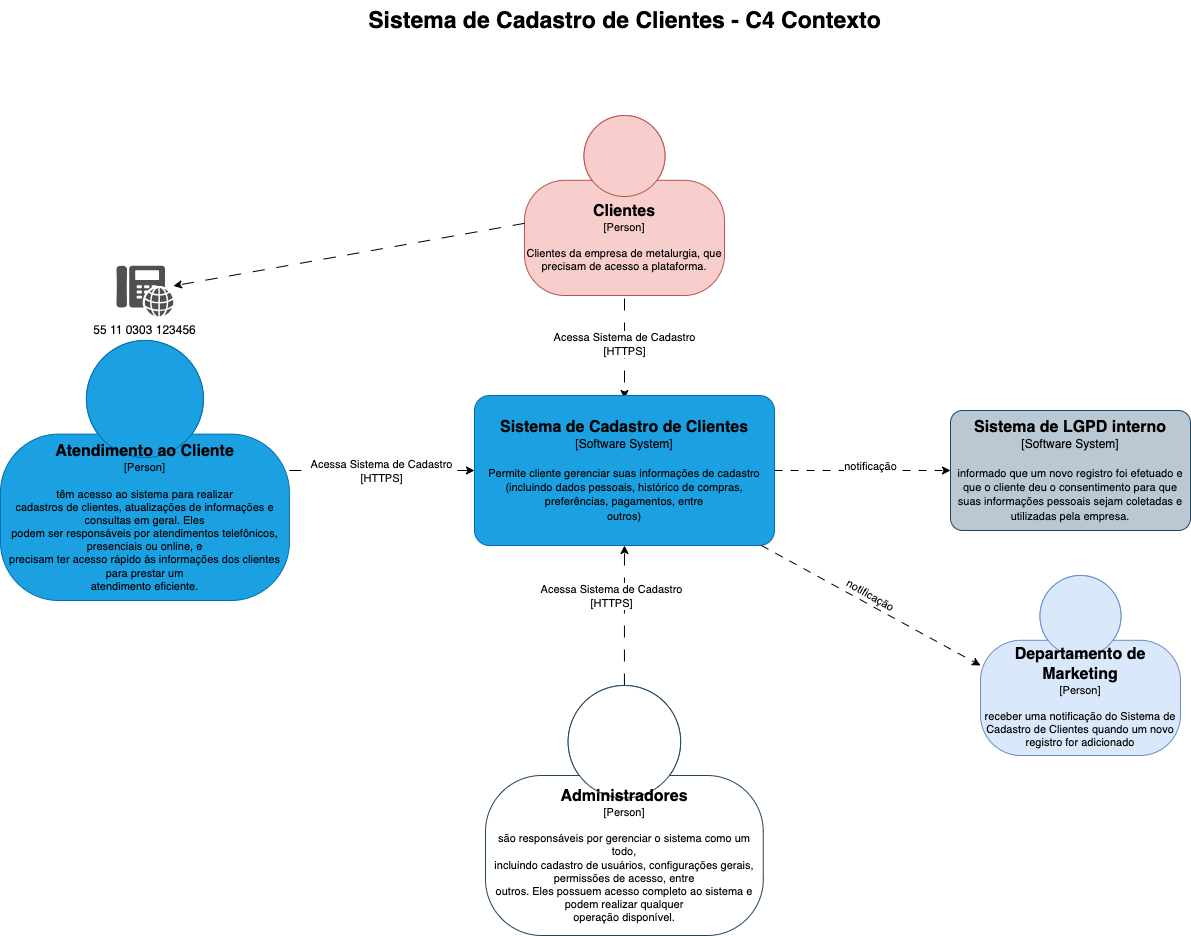 Sistema de Cadastro de Clientes - C4 Contexto
Clientes
[Person]
Clientes da empresa de metalurgia, que
precisam de acesso a plataforma.
55 11 0303 123456
Acessa Sistema de Cadastro
[HTTPS]
Atendimento ao Cliente
[Person]
têm acesso ao sistema para realizar
cadastros de clientes, atualizações de informações e
consultas em geral. Eles
podem ser responsáveis por atendimentos telefônicos,
presenciais ou online, e
precisam ter acesso rápido às informações dos clientes
para prestar um
atendimento eficiente.
Acessa Sistema de Cadastro
[HTTPS]
Sistema de Cadastro de Clientes
[Software System]
Permite cliente gerenciar suas informações de cadastro
(incluindo dados pessoais, histórico de compras,
preferências, pagamentos, entre
outros)
notificação
Sistema de LGPD interno
[Software System]
informado que um novo registro foi efetuado e
que o cliente deu o consentimento para que
suas informações pessoais sejam coletadas e
utilizadas pela empresa.
Acessa Sistema de Cadastro
[HTTPS]
notificação
Departamento de
Marketing
[Person]
receber uma notificação do Sistema de
Cadastro de Clientes quando um novo
registro for adicionado
Administradores
[Person]
são responsáveis por gerenciar o sistema como um
todo,
incluindo cadastro de usuários, configurações gerais,
permissões de acesso, entre
outros. Eles possuem acesso completo ao sistema e
podem realizar qualquer
operação disponível.